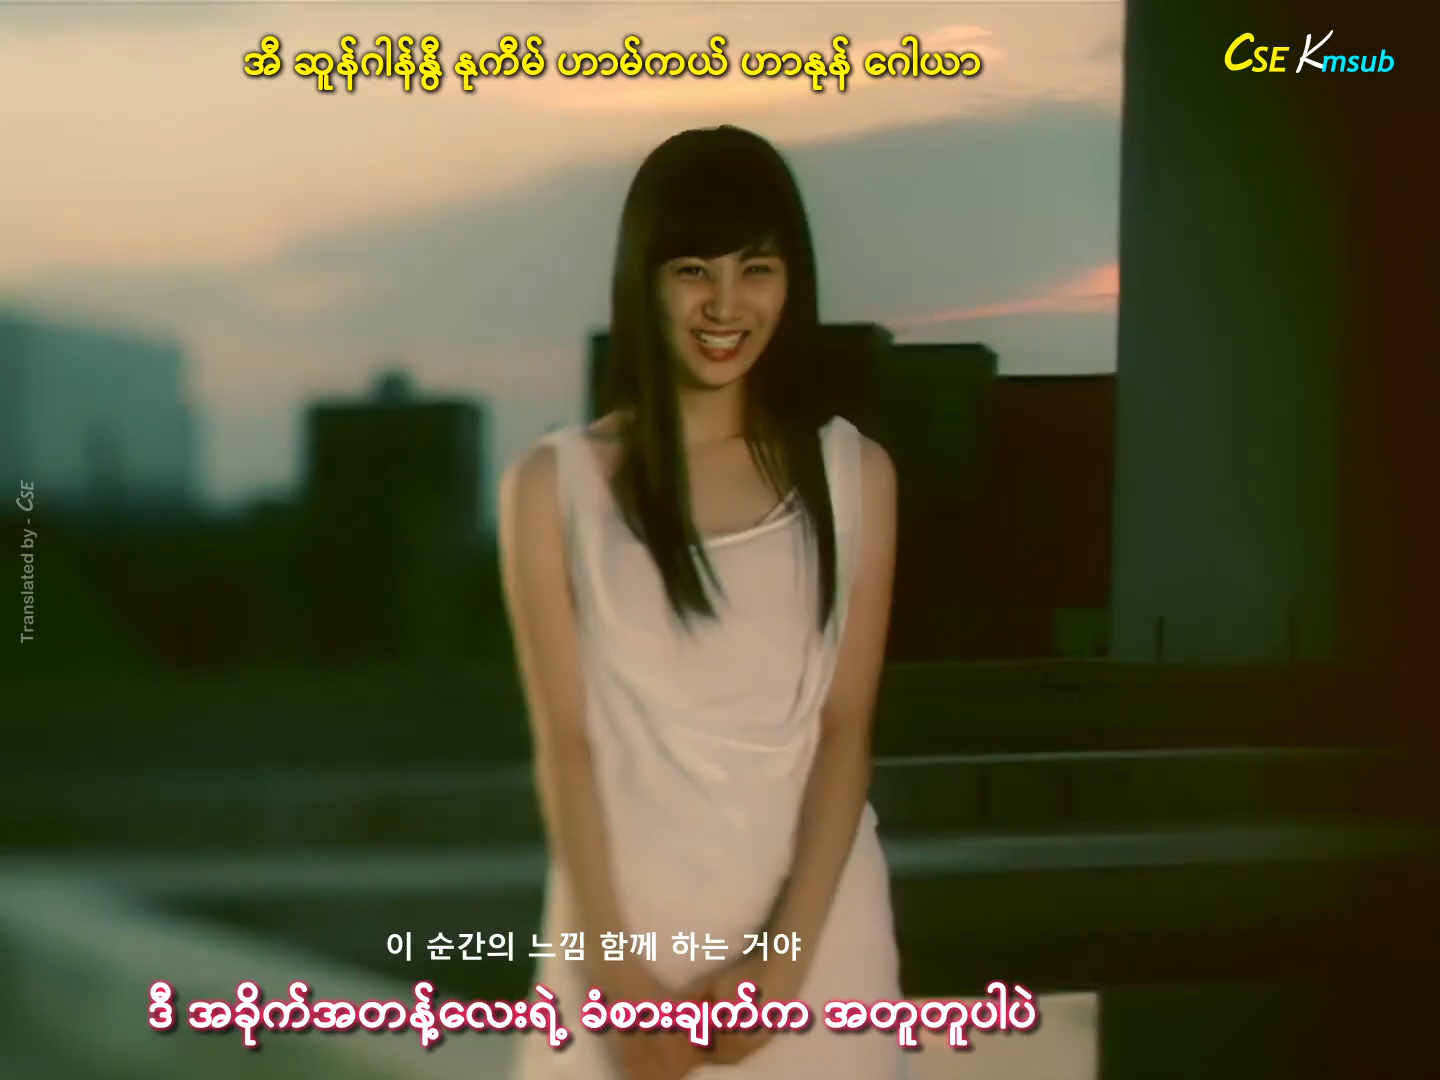 အီ ဆူန်ဂါန်နွီ နုကီမ် ဟာမ်ကယ် ဟာနုန် ဂေါယာ
CSE Kmsub
Translated by - CSE
이 순간의 느낌 함께 하는 거야
ဒီ အခိုက်အတန့်လေးရဲ့ ခံစားချက်က အတူတူပါပဲ